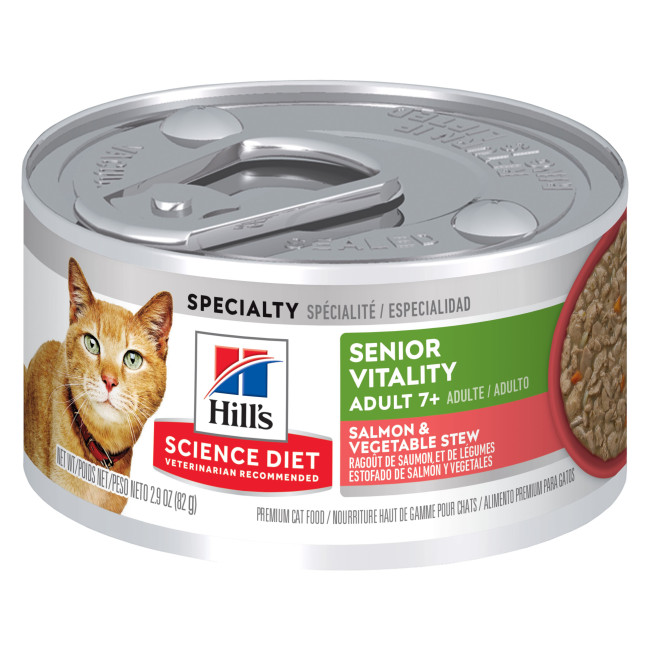 VACUUM
SEALED
SPECIALTY SPÉCIALITÉ / ESPECIALIDAD
Hill's
SCIENCE DIET
VETERINARIAN RECOMMENDED
SENIOR
VITALITY
ADULT 7+ ADULTE / ADULTO
SALMON &
VEGETABLE STEW
RAGOÛT DE SAUMON ET DE LÉGUMES
ESTOFADO DE SALMÓN Y VEGETALES
NET WT/POIDS NET/PESO NETO 2.9 OZ (82 g)
PREMIUM CAT FOOD / NOURRITURE HAUT DE GAMME POUR CHATS / ALIMENTO PREMIUM PARA GATOS